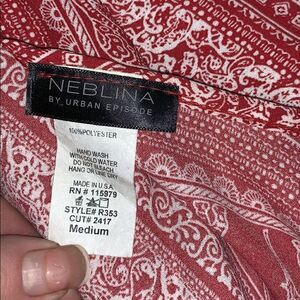 NEBLINA
BY URBAN EPISODE
100%POLYESTER
HAND WASH
WITH COLD WATER
DO NOT BLEACH
HANG OR LINE DRY
MADE IN U.S.A
RN # 115979
STYLE# R353
CUT# 2417
Medium